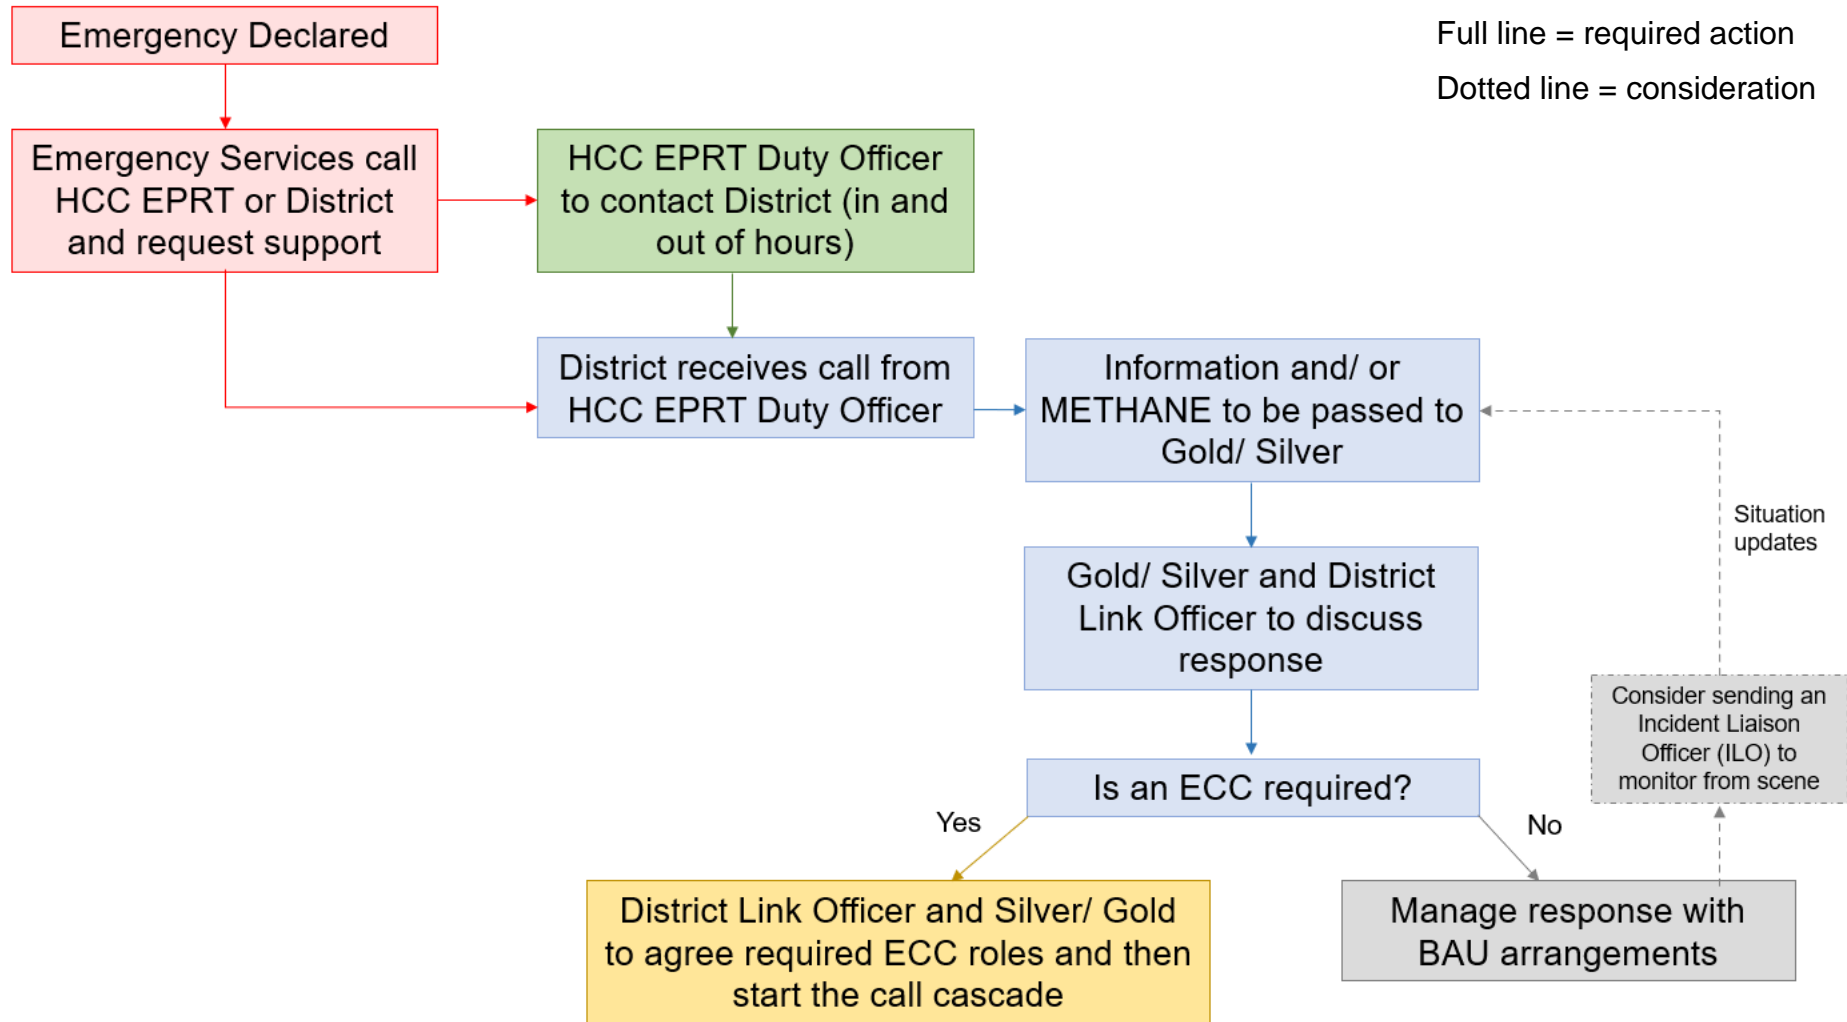 Emergency Declared
Full line = required action
Dotted line = consideration
Emergency Services call
HCC EPRT or District
and request support
HCC EPRT Duty Officer
to contact District (in and
out of hours)
District receives call from
HCC EPRT Duty Officer
Information and/ or
METHANE to be passed to
Gold/ Silver
Situation
updates
Gold/ Silver and District
Link Officer to discuss
response
Consider sending an
Incident Liaison
Officer (ILO) to
monitor from scene
Is an ECC required?
Yes
No
District Link Officer and Silver/ Gold
to agree required ECC roles and then
start the call cascade
Manage response with
BAU arrangements